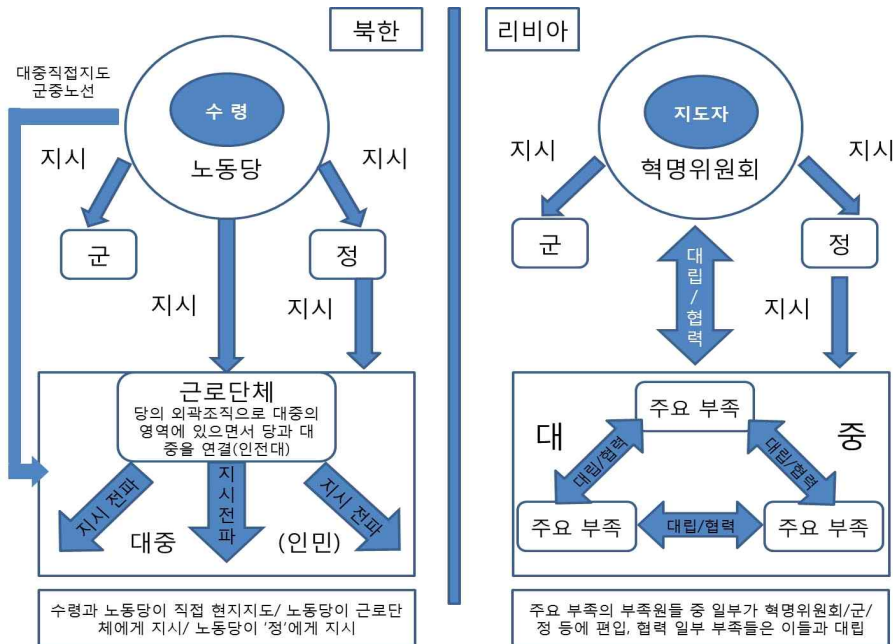 북한
대중직접지도
군중노선
수 령
노동당
지시
지시
군
정
지시
지시
근로단체
당의 외곽조직으로 대중의
영역에 있으면서 당과 대
중을 연결(인전대)
지시 전파
지시전파
지시 전파
대중
(인민)
수령과 노동당이 직접 현지지도/ 노동당이 근로단
체에게 지시/ 노동당이 '정'에게 지시
리비아
지도자
혁명위원회
지시
지시
군
정
대립/협력
지시
주요 부족
대
중
대립/협력
대립/협력
주요 부족
대립/협력
주요 부족
주요 부족의 부족원들 중 일부가 혁명위원회/군/
정 등에 편입, 협력 일부 부족들은 이들과 대립